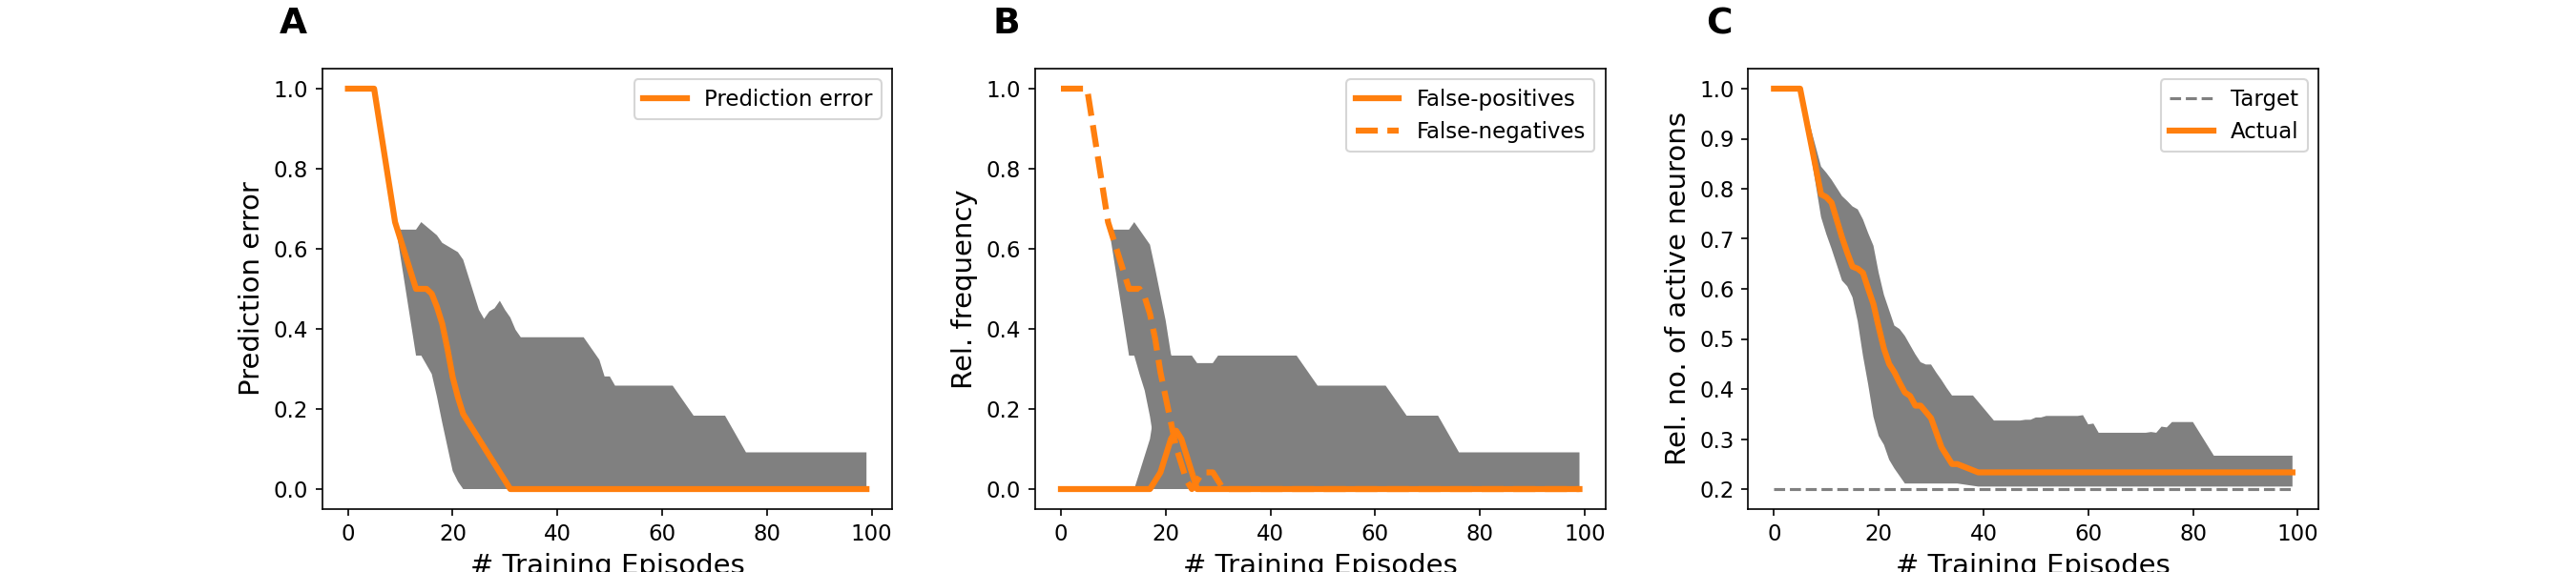 A
Prediction error
1.0
0.8
0.6
0.4
0.2
0.0
Prediction error
0
20
40
60
80
100
# Training Episodes
B
Rel. frequency
1.0
0.8
0.6
0.4
0.2
0.0
False-positives
False-negatives
0
20
40
60
80
100
# Training Episodes
C
Rel. no. of active neurons
1.0
0.9
0.8
0.7
0.6
0.5
0.4
0.3
0.2
Target
Actual
0
20
40
60
80
100
# Training Episodes